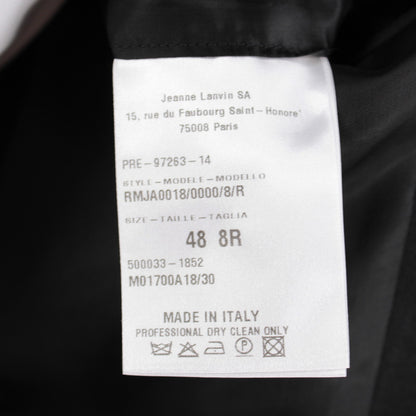 Jeanne Lanvin SA
15, rue du Faubourg Saint-Honore'
75008 Paris
PRE-97263-14
STYLE-MODELE-MODELLO
RMJA0018/0000/8/R
SIZE-TAILLE-TAGLIA
48 8R
500033-1852
M01700A18/30
MADE IN ITALY
PROFESSIONAL DRY CLEAN ONLY